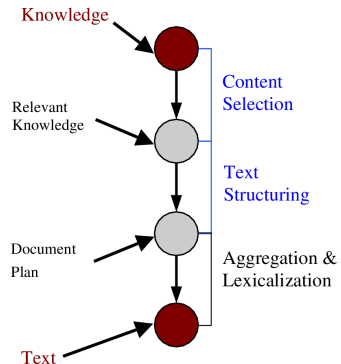 Knowledge
Content
Selection
Relevant
Knowledge
Text
Structuring
Document
Plan
Aggregation &
Lexicalization
Text